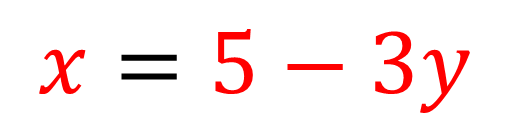 x = 5 − 3y